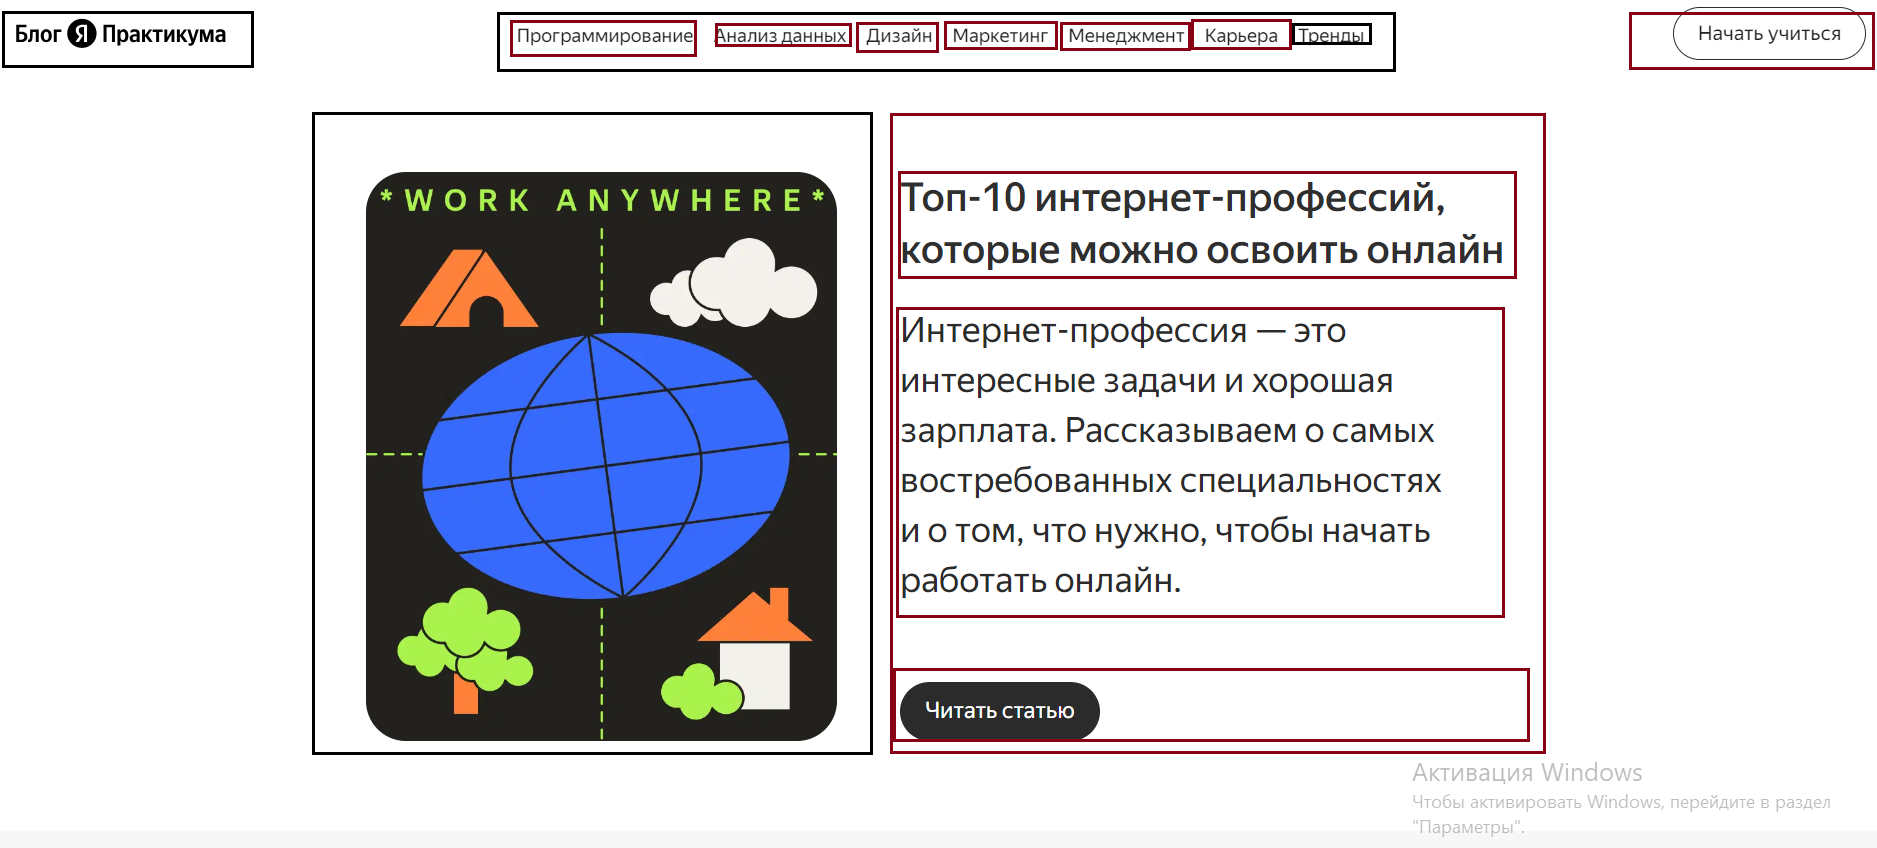 Блог Я Практикума
Программирование Анализ данных Дизайн Маркетинг Менеджмент Карьера Тренды
Начать учиться
*WORK ANYWHERE*
Топ-10 интернет-профессий,
которые можно освоить онлайн
Интернет-профессия — это
интересные задачи и хорошая
зарплата. Рассказываем о самых
востребованных специальностях
и о том, что нужно, чтобы начать
работать онлайн.
Читать статью
Активация Windows
Чтобы активировать Windows, перейдите в раздел
"Параметры".